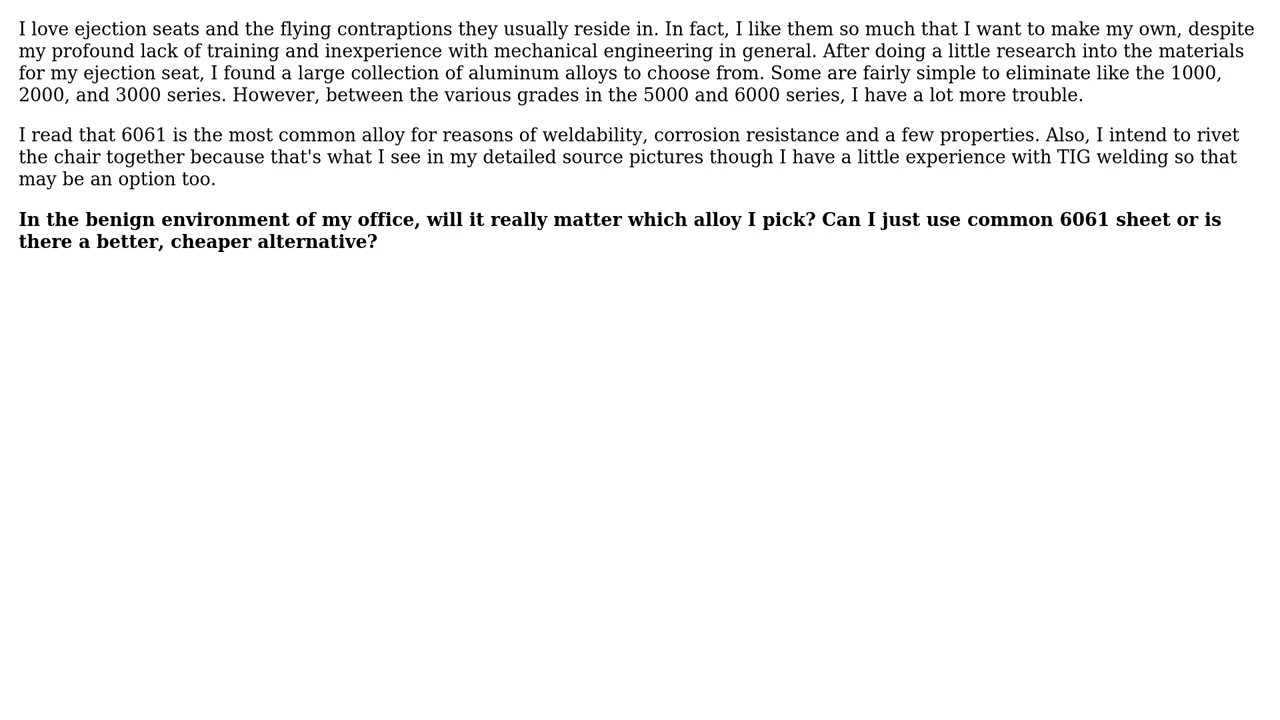 I love ejection seats and the flying contraptions they usually reside in. In fact, I like them so much that I want to make my own, despite
my profound lack of training and inexperience with mechanical engineering in general. After doing a little research into the materials
for my ejection seat, I found a large collection of aluminum alloys to choose from. Some are fairly simple to eliminate like the 1000,
2000, and 3000 series. However, between the various grades in the 5000 and 6000 series, I have a lot more trouble.
I read that 6061 is the most common alloy for reasons of weldability, corrosion resistance and a few properties. Also, I intend to rivet
the chair together because that's what I see in my detailed source pictures though I have a little experience with TIG welding so that
may be an option too.
In the benign environment of my office, will it really matter which alloy I pick? Can I just use common 6061 sheet or is
there a better, cheaper alternative?